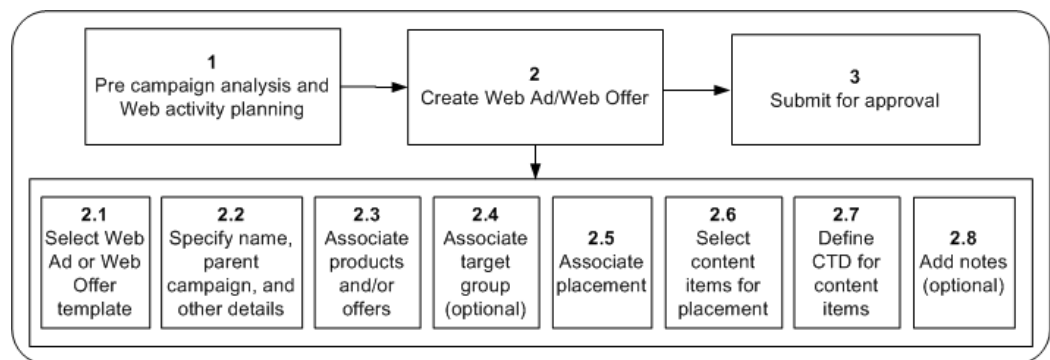 1
Pre campaign analysis and
Web activity planning
2
Create Web Ad/Web Offer
3
Submit for approval
2.1
Select Web
Ad or Web
Offer
template
2.2
Specify name,
parent
campaign, and
other details
2.3
Associate
products
and/or
offers
2.4
Associate
target
group
(optional)
2.5
Associate
placement
2.6
Select
content
items for
placement
2.7
Define
CTD for
content
items
2.8
Add notes
(optional)